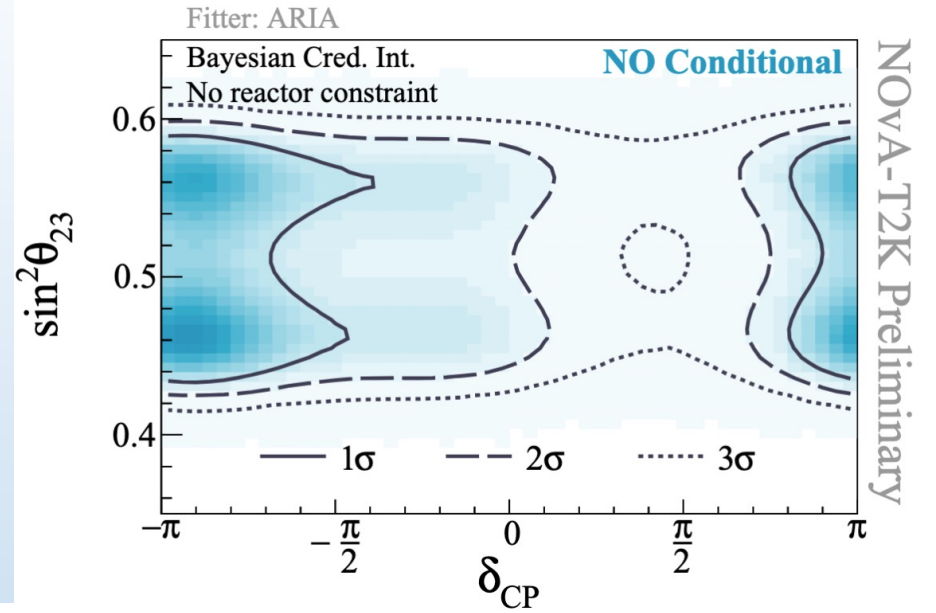 Fitter: ARIA
Bayesian Cred. Int.
No reactor constraint
NO Conditional
NOvA-T2K Preliminary
sin²θ₂₃
0.6
0.5
0.4
1σ 2σ 3σ
−π −π/2 0 π/2 π
δCP